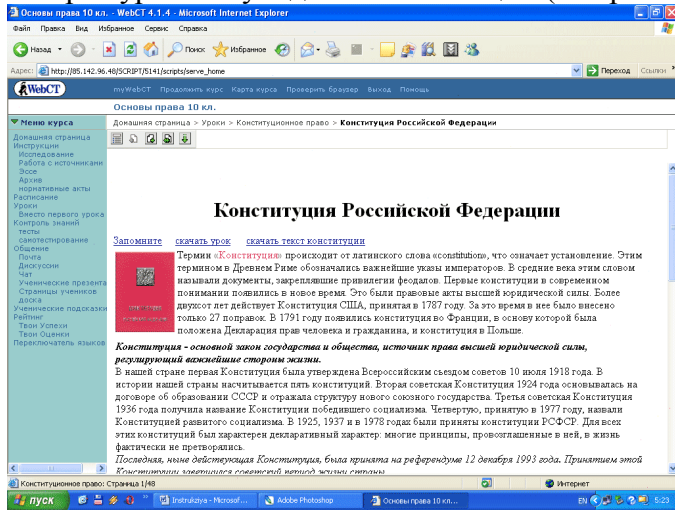 Основы права 10 кл. - WebCT 4.1.4 - Microsoft Internet Explorer
Файл Правка Вид Избранное Сервис Справка
Назад Поиск Избранное
Адрес: http://85.142.96.48/SCRIPT/5141/scripts/serve_home Переход Ссылки
WebCT myWebCT Продолжить курс Карта курса Проверить браузер Выход Помощь
Основы права 10 кл.
Меню курса
Домашняя страница > Уроки > Конституционное право > Конституция Российской Федерации
Домашняя страница
Инструкции
Исследование
Работа с источниками
Эссе
Архив
нормативные акты
Расписание
Уроки
Вместо первого урока
Контроль знаний
тесты
самотестирование
Общение
Почта
Дискуссии
Чат
Ученические презента
Страницы учеников
доска
Ученические подсказки
Рейтинг
Твои Успехи
Твои Оценки
Переключатель языков
Конституция Российской Федерации
Запомните скачать урок скачать текст конституции
Термин «Конституция» происходит от латинского слова «constitution», что означает установление. Этим
термином в Древнем Риме обозначались важнейшие указы императоров. В средние века этим словом
называли документы, закреплявшие привилегии феодалов. Первые конституции в современном
понимании появились в новое время. Это были правовые акты высшей юридической силы. Более
двухсот лет действует Конституция США, принятая в 1787 году. За это время в нее было внесено
только 27 поправок. В 1791 году появились конституция во Франции, в основу которой была
положена Декларация прав человека и гражданина, и конституция в Польше.
Конституция - основной закон государства и общества, источник права высшей юридической силы,
регулирующий важнейшие стороны жизни.
В нашей стране первая Конституция была утверждена Всероссийским съездом советов 10 июля 1918 года. В
истории нашей страны насчитывается пять конституций. Вторая советская Конституция 1924 года основывалась на
договоре об образовании СССР и отражала структуру нового союзного государства. Третья советская Конституция
1936 года получила название Конституции победившего социализма. Четвертую, принятую в 1977 году, назвали
Конституцией развитого социализма. В 1925, 1937 и в 1978 годах были приняты конституции РСФСР. Для всех
этих конституций был характерен декларативный характер: многие принципы, провозглашенные в ней, в жизнь
фактически не претворялись.
Последняя, ныне действующая Конституция, была принята на референдуме 12 декабря 1993 года. Принятием этой
Конституции завершился советский период жизни страны.
Конституционное право: Страница 1/48 Интернет
пуск Instrukziya - Microsof... Adobe Photoshop Основы права 10 кл... EN 5:23